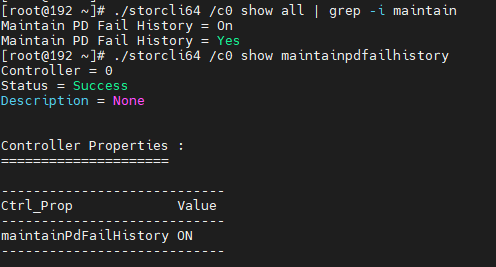 [root@192 ~]# ./storcli64 /c0 show all | grep -i maintain
Maintain PD Fail History = On
Maintain PD Fail History = Yes
[root@192 ~]# ./storcli64 /c0 show maintainpdfailhistory
Controller = 0
Status = Success
Description = None
Controller Properties :
=====================
----------------------------
Ctrl_Prop Value
----------------------------
maintainPdFailHistory ON
----------------------------